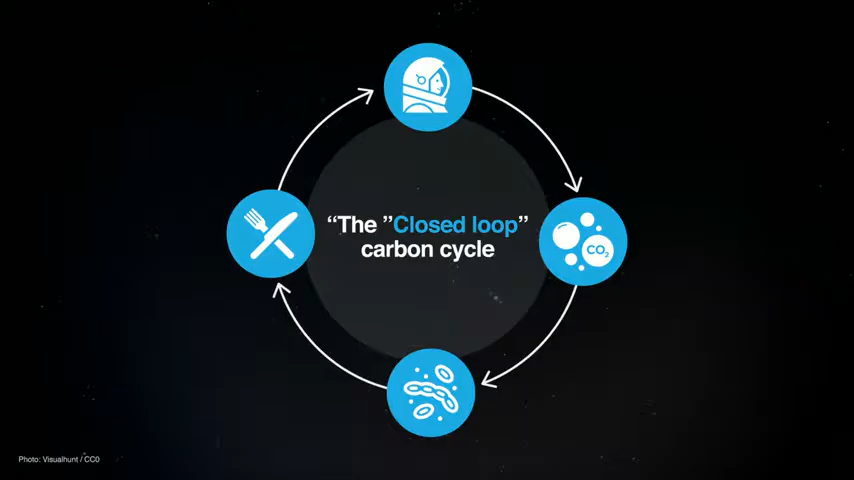 “The ”Closed loop”
carbon cycle
CO₂
Photo: Visualhunt / CC0